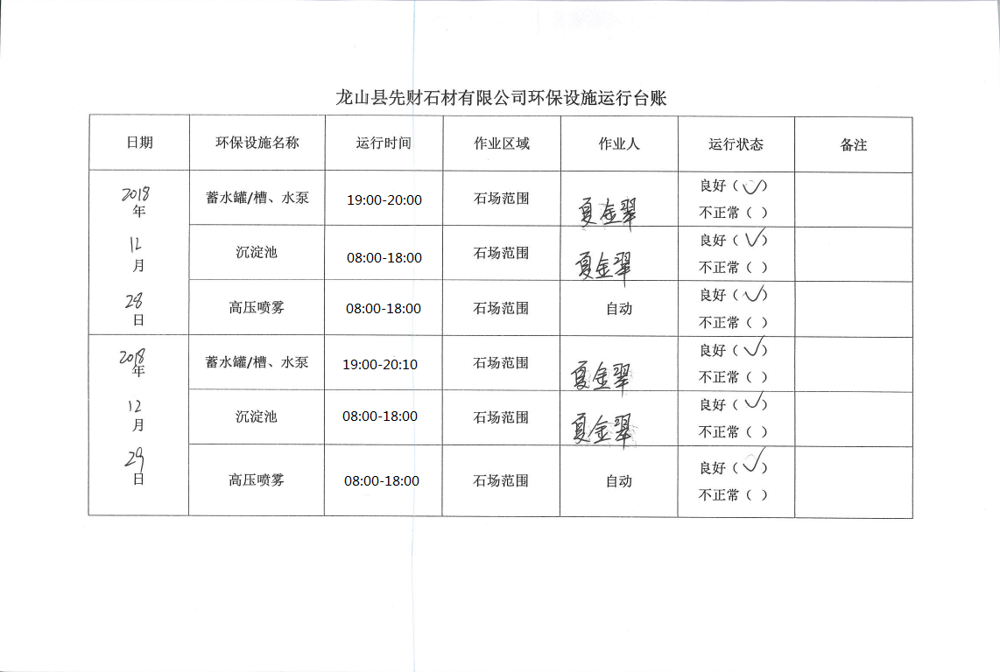 龙山县先财石材有限公司环保设施运行台账
日期 环保设施名称 运行时间 作业区域 作业人 运行状态 备注
2018
年
12
月
28
日
蓄水罐/槽、水泵 19:00-20:00 石场范围 夏金翠 良好（✓）
不正常（ ）
沉淀池 08:00-18:00 石场范围 夏金翠 良好（✓）
不正常（ ）
高压喷雾 08:00-18:00 石场范围 自动 良好（✓）
不正常（ ）
2018
年
12
月
29
日
蓄水罐/槽、水泵 19:00-20:10 石场范围 夏金翠 良好（✓）
不正常（ ）
沉淀池 08:00-18:00 石场范围 夏金翠 良好（✓）
不正常（ ）
高压喷雾 08:00-18:00 石场范围 自动 良好（✓）
不正常（ ）